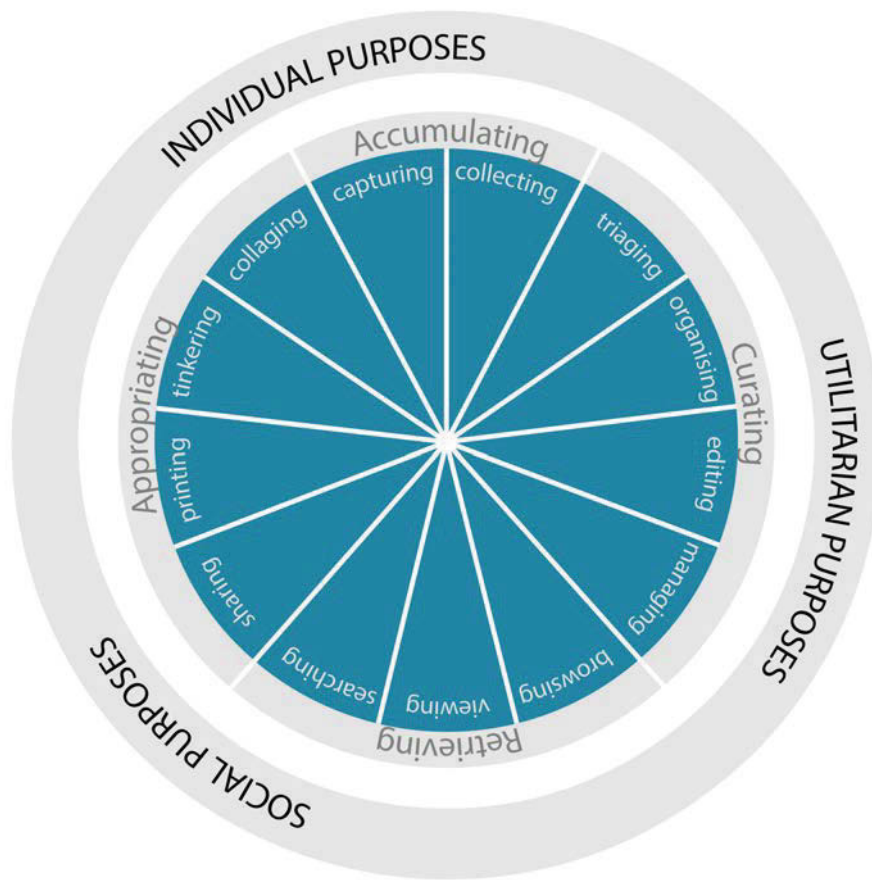 INDIVIDUAL PURPOSES
UTILITARIAN PURPOSES
SOCIAL PURPOSES
Accumulating
Curating
Retrieving
Appropriating
capturing
collecting
triaging
organising
editing
managing
browsing
viewing
searching
sharing
printing
tinkering
collaging